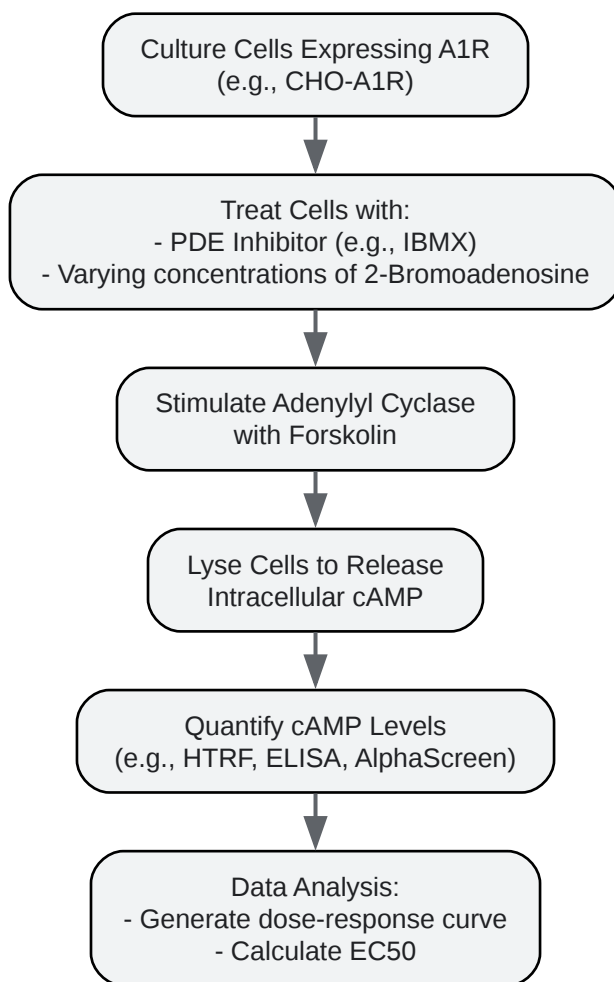 Culture Cells Expressing A1R
(e.g., CHO-A1R)
Treat Cells with:
- PDE Inhibitor (e.g., IBMX)
- Varying concentrations of 2-Bromoadenosine
Stimulate Adenylyl Cyclase
with Forskolin
Lyse Cells to Release
Intracellular cAMP
Quantify cAMP Levels
(e.g., HTRF, ELISA, AlphaScreen)
Data Analysis:
- Generate dose-response curve
- Calculate EC50